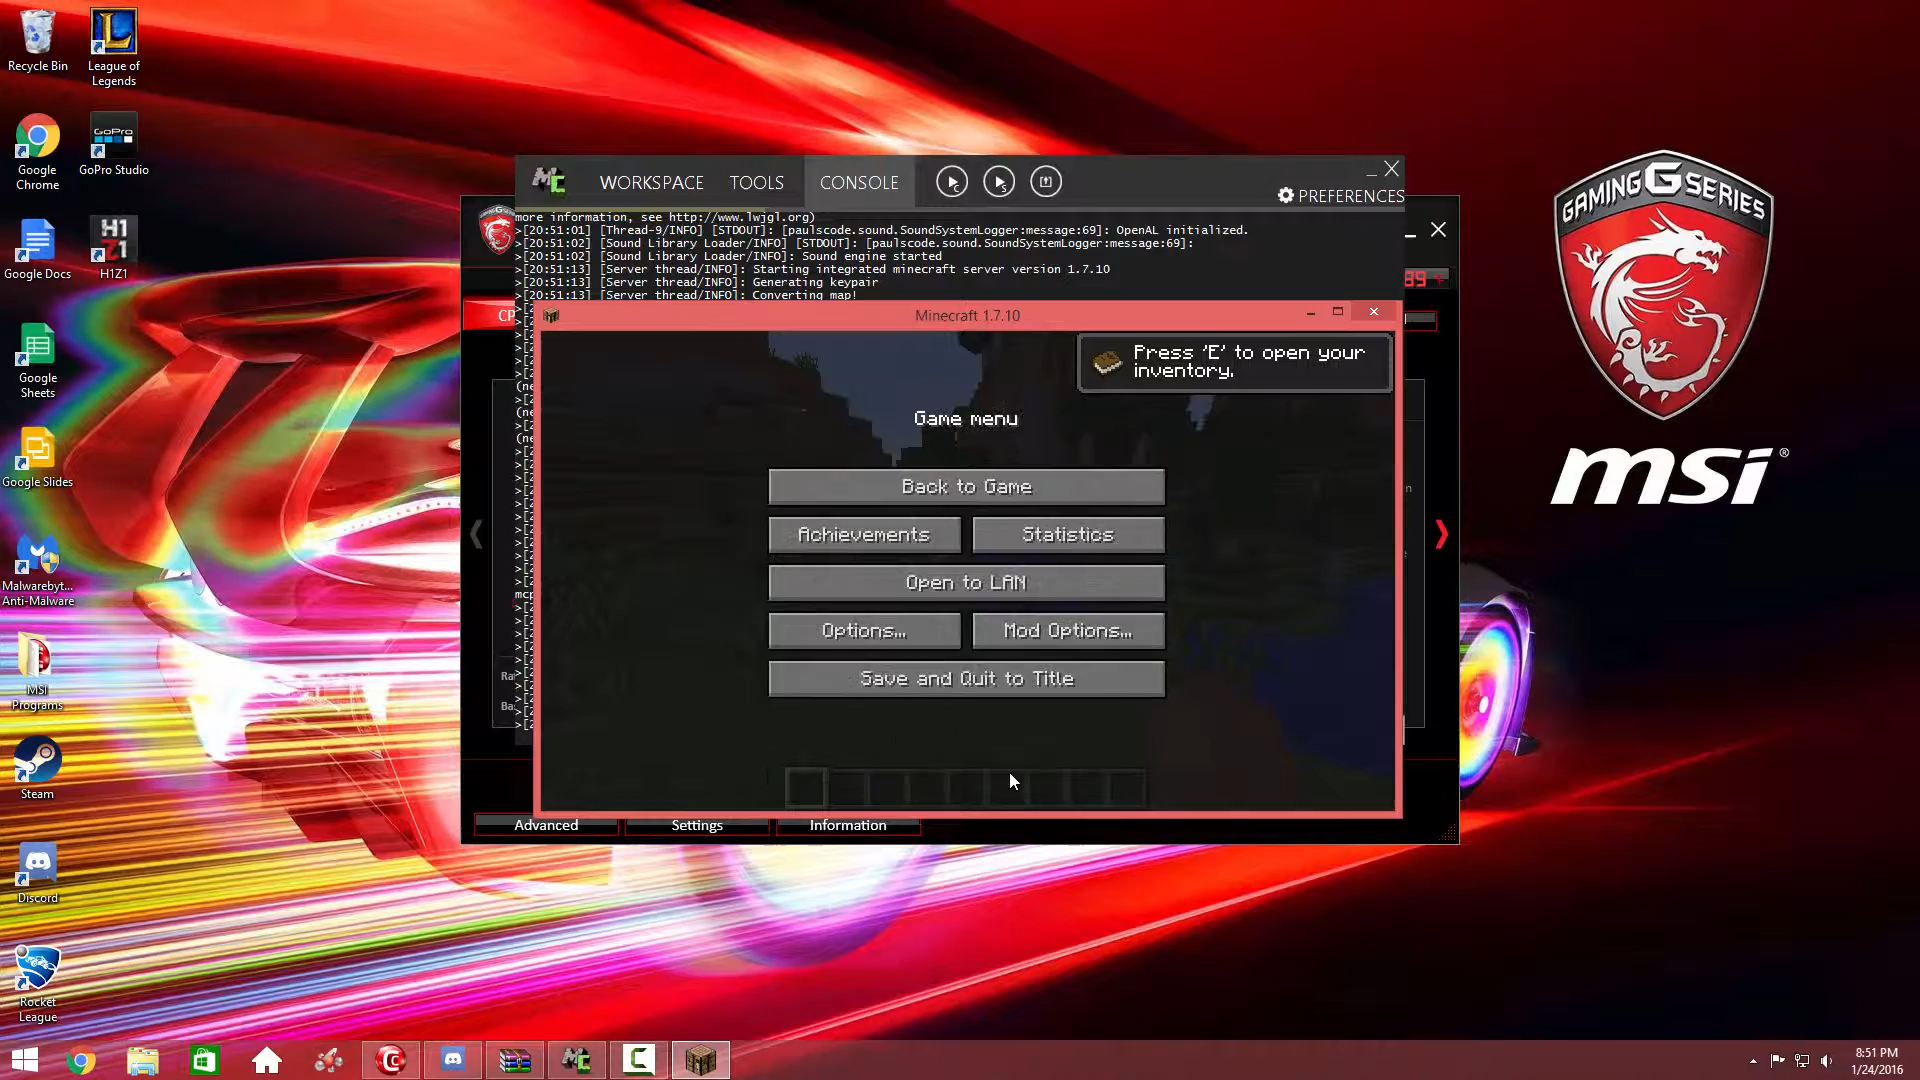 Recycle Bin
League of
Legends
Google
Chrome
GoPro
GoPro Studio
Google Docs
H1
Z1
H1Z1
Google
Sheets
Google Slides
Malwarebyt...
Anti-Malware
MSI
Programs
Steam
Discord
Rocket
League
WORKSPACE
TOOLS
CONSOLE
PREFERENCES
more information, see http://www.lwjgl.org)
>[20:51:01] [Thread-9/INFO] [STDOUT]: [paulscode.sound.SoundSystemLogger:message:69]: OpenAL initialized.
>[20:51:02] [Sound Library Loader/INFO] [STDOUT]: [paulscode.sound.SoundSystemLogger:message:69]:
>[20:51:02] [Sound Library Loader/INFO]: Sound engine started
>[20:51:13] [Server thread/INFO]: Starting integrated minecraft server version 1.7.10
>[20:51:13] [Server thread/INFO]: Generating keypair
>[20:51:13] [Server thread/INFO]: Converting map!
CP
89
Minecraft 1.7.10
Press 'E' to open your
inventory.
Game menu
Back to Game
Achievements
Statistics
Open to LAN
Options...
Mod Options...
Save and Quit to Title
Advanced
Settings
Information
GAMING G SERIES
msi®
8:51 PM
1/24/2016